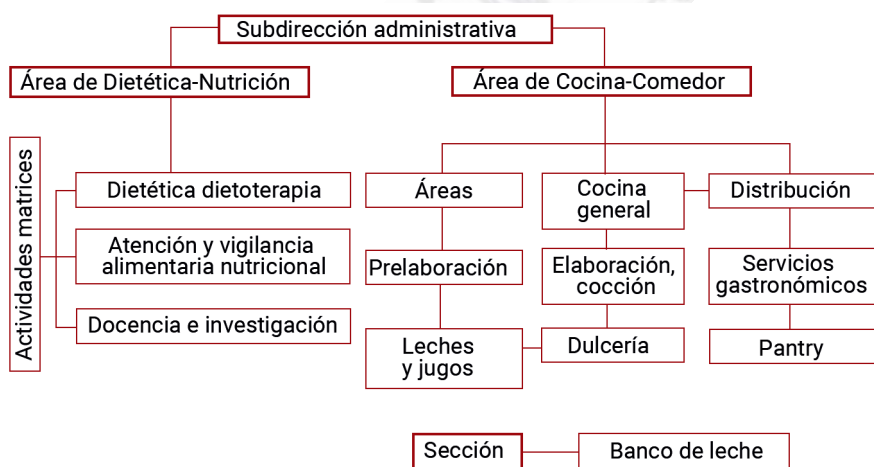 Subdirección administrativa
Área de Dietética-Nutrición
Área de Cocina-Comedor
Actividades matrices
Dietética dietoterapia
Atención y vigilancia
alimentaria nutricional
Docencia e investigación
Áreas
Cocina
general
Distribución
Prelaboración
Elaboración,
cocción
Servicios
gastronómicos
Leches
y jugos
Dulcería
Pantry
Sección
Banco de leche